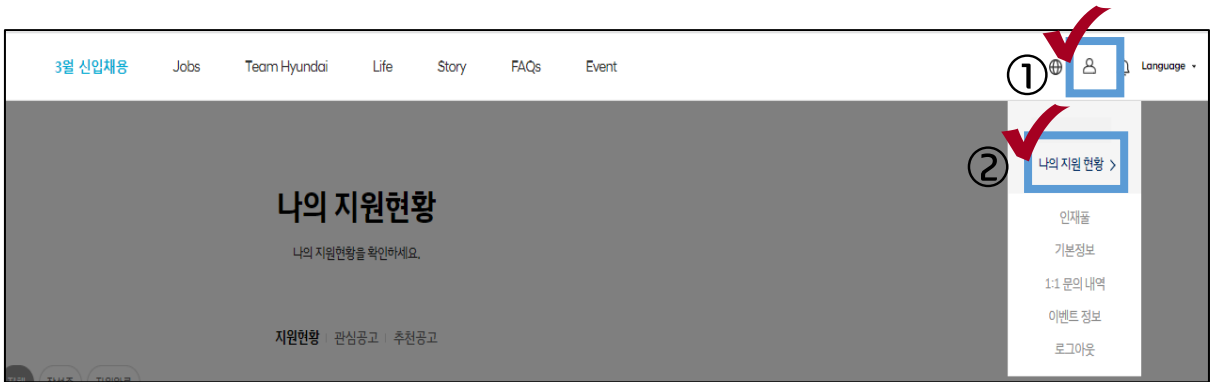 3월 신입채용 Jobs Team Hyundai Life Story FAQs Event ① Language
② 나의 지원 현황 >
나의 지원현황
나의 지원현황을 확인하세요.
인재풀
기본정보
1:1 문의 내역
이벤트 정보
로그아웃
지원현황 관심공고 추천공고